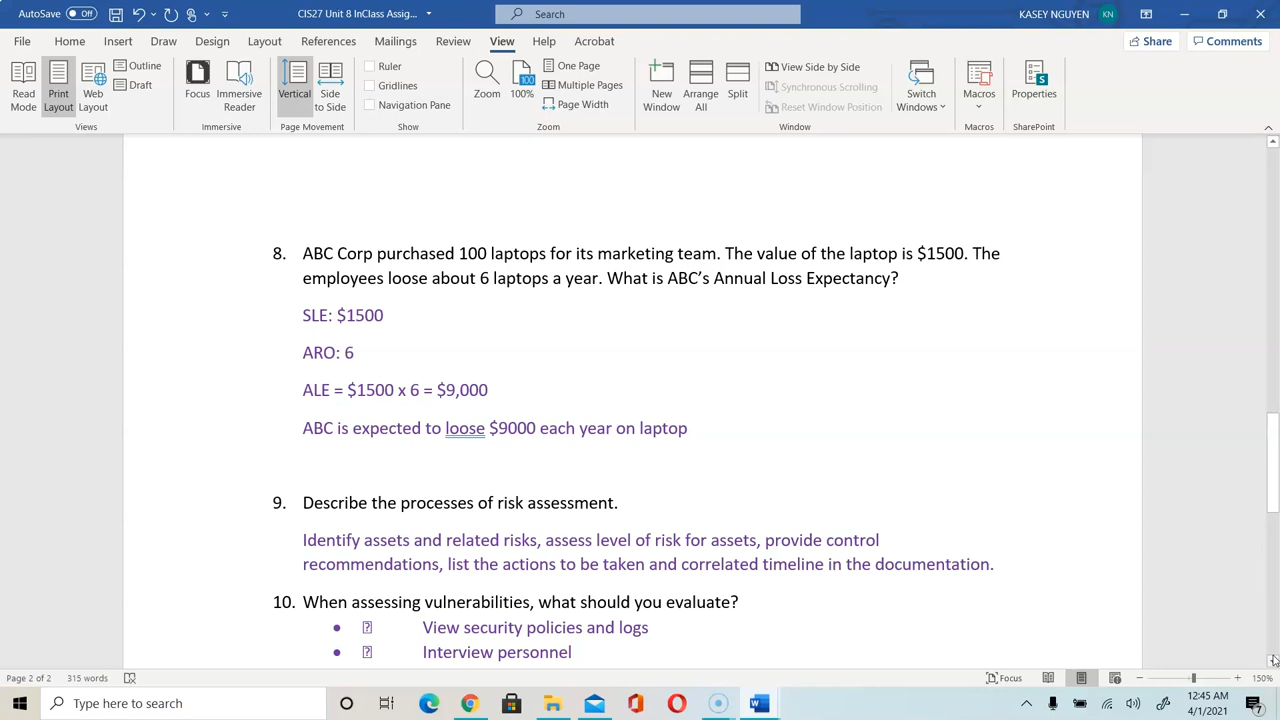 AutoSave Off CIS27 Unit1 Assig... Search KASEY NGUYEN KN
File Home Insert Draw Design Layout References Mailings Review View Help Acrobat Share Comments
Read Mode
Print Layout
Web Layout
Outline
Draft
Views
Focus
Immersive Reader
Immersive
Vertical
Side to Side
Page Movement
Ruler
Gridlines
Navigation Pane
Show
Zoom
100
100%
One Page
Multiple Pages
Page Width
Zoom
New Window
Arrange All
Split
View Side by Side
Synchronous Scrolling
Reset Window Position
Switch Windows
Window
Macros
Macros
Properties
SharePoint
8. ABC Corp purchased 100 laptops for its marketing team. The value of the laptop is $1500. The
employees loose about 6 laptops a year. What is ABC’s Annual Loss Expectancy?
SLE: $1500
ARO: 6
ALE = $1500 x 6 = $9,000
ABC is expected to loose $9000 each year on laptop
9. Describe the processes of risk assessment.
Identify assets and related risks, assess level of risk for assets, provide control
recommendations, list the actions to be taken and correlated timeline in the documentation.
10. When assessing vulnerabilities, what should you evaluate?
• View security policies and logs
• Interview personnel
Page 2 of 2 315 words Focus 150%
Type here to search
12:45 AM
4/1/2021
7